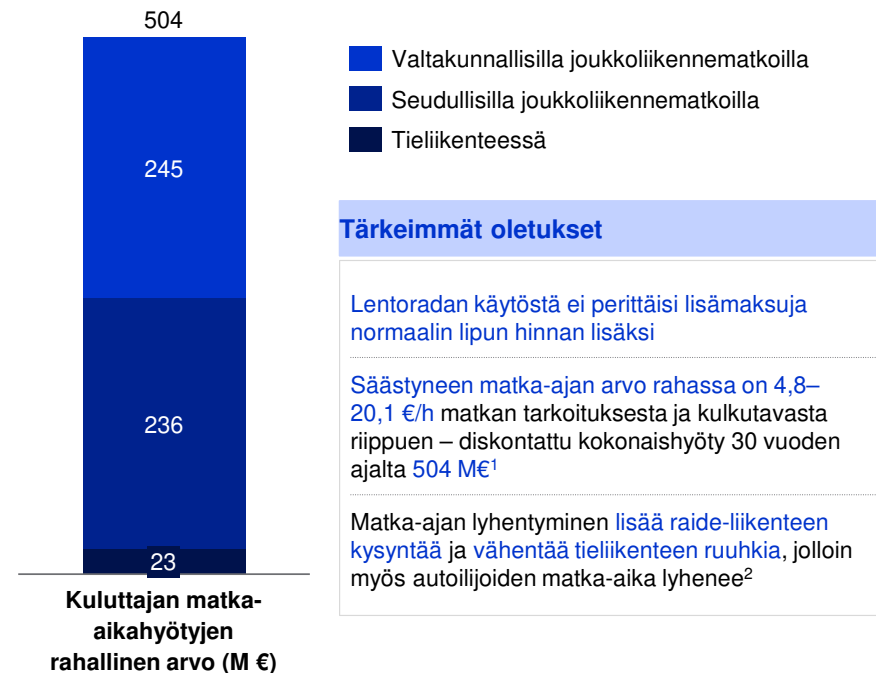 504
245
236
23
Kuluttajan matka-
aikahyötyjen
rahallinen arvo (M €)
Valtakunnallisilla joukkoliikennematkoilla
Seudullisilla joukkoliikennematkoilla
Tieliikenteessä
Tärkeimmät oletukset
Lentoradan käytöstä ei perittäisi lisämaksuja
normaalin lipun hinnan lisäksi
Säästyneen matka-ajan arvo rahassa on 4,8–
20,1 €/h matkan tarkoituksesta ja kulkutavasta
riippuen – diskontattu kokonaishyöty 30 vuoden
ajalta 504 M€¹
Matka-ajan lyhentyminen lisää raide-liikenteen
kysyntää ja vähentää tieliikenteen ruuhkia, jolloin
myös autoilijoiden matka-aika lyhenee²